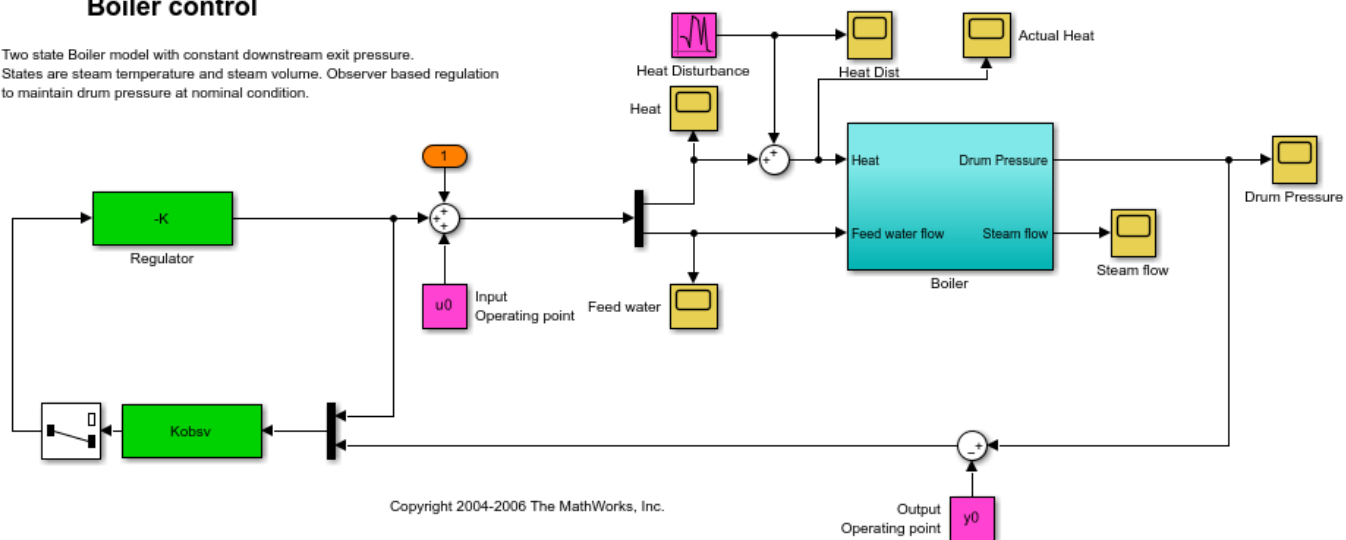 Boiler control
Two state Boiler model with constant downstream exit pressure.
States are steam temperature and steam volume. Observer based regulation
to maintain drum pressure at nominal condition.
Heat Disturbance
Heat Dist
Actual Heat
Heat
1
-K
Regulator
Heat
Drum Pressure
Feed water flow
Steam flow
Boiler
Drum Pressure
Steam flow
u0
Input
Operating point
Feed water
Kobsv
Copyright 2004-2006 The MathWorks, Inc.
Output
Operating point
y0